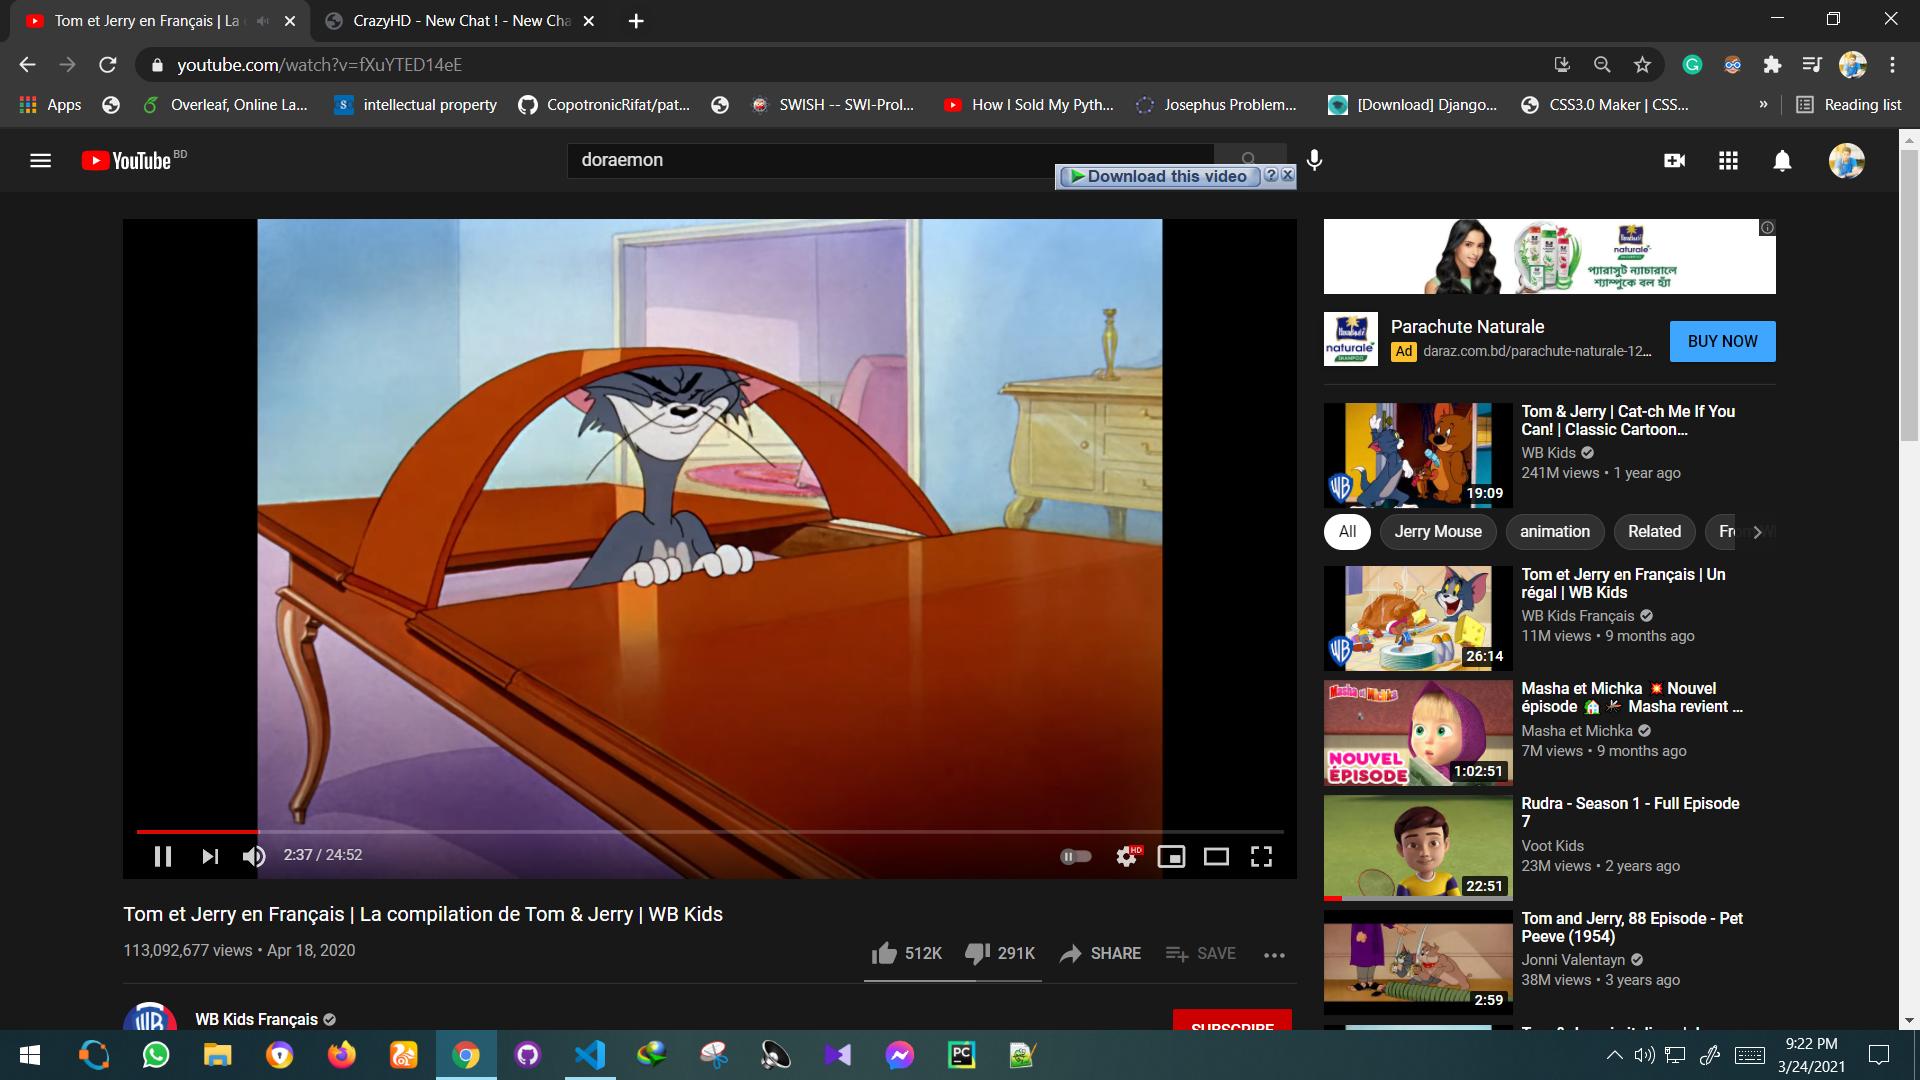 Tom et Jerry en Français | La
CrazyHD - New Chat ! - New Cha
youtube.com/watch?v=fXuYTED14eE
Apps
Overleaf, Online La...
intellectual property
CopotronicRifat/pat...
SWISH -- SWI-Prol...
How I Sold My Pyth...
Josephus Problem...
[Download] Django...
CSS3.0 Maker | CSS...
»
Reading list
YouTube BD
doraemon
Download this video
Parachute
naturale
SHAMPOO
প্যারাসুট ন্যাচারালে
শ্যাম্পুকে বল হ্যাঁ
Parachute Naturale
Ad daraz.com.bd/parachute-naturale-12...
BUY NOW
Tom & Jerry | Cat-ch Me If You
Can! | Classic Cartoon...
WB Kids
241M views • 1 year ago
19:09
All
Jerry Mouse
animation
Related
Tom et Jerry en Français | Un
régal | WB Kids
WB Kids Français
11M views • 9 months ago
26:14
Masha et Michka 💥 Nouvel
épisode 🏠 🦟 Masha revient ...
Masha et Michka
7M views • 9 months ago
Masha et Michka
NOUVEL
ÉPISODE
1:02:51
Rudra - Season 1 - Full Episode
7
Voot Kids
23M views • 2 years ago
22:51
Tom and Jerry, 88 Episode - Pet
Peeve (1954)
Jonni Valentayn
38M views • 3 years ago
2:59
2:37 / 24:52
HD
Tom et Jerry en Français | La compilation de Tom & Jerry | WB Kids
113,092,677 views • Apr 18, 2020
512K
291K
SHARE
SAVE
WB Kids Français
SUBSCRIBE
9:22 PM
3/24/2021